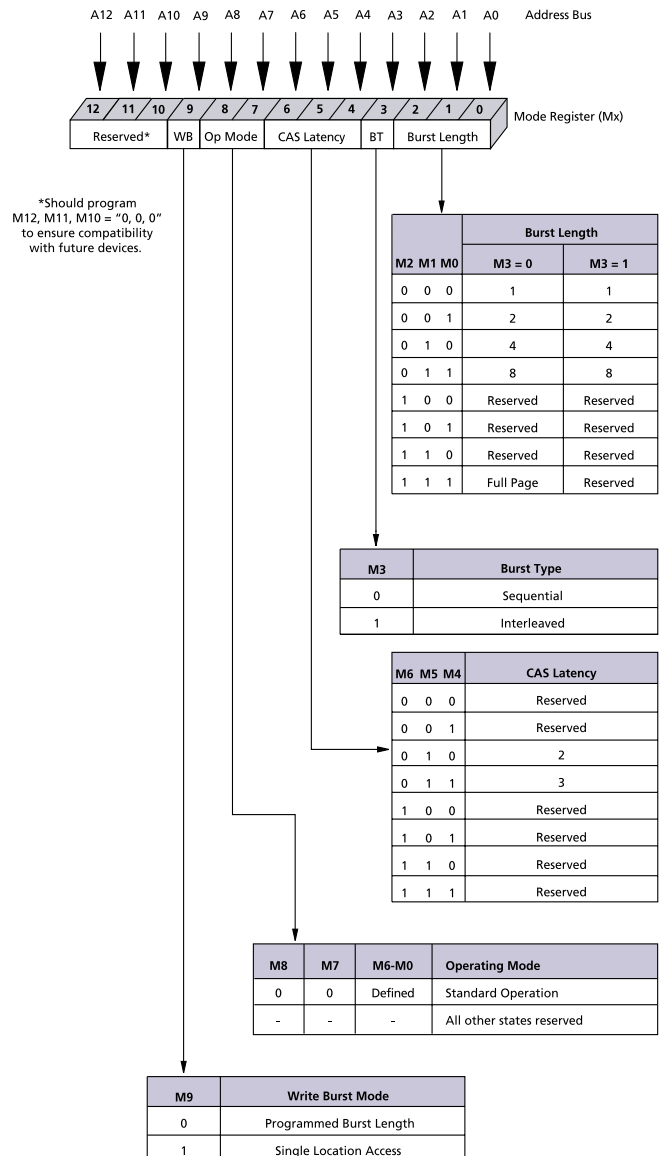 A12 A11 A10 A9 A8 A7 A6 A5 A4 A3 A2 A1 A0 Address Bus
12 11 10 9 8 7 6 5 4 3 2 1 0 Mode Register (Mx)
Reserved* WB Op Mode CAS Latency BT Burst Length
*Should program
M12, M11, M10 = “0, 0, 0”
to ensure compatibility
with future devices.
Burst Length
M2 M1 M0 M3 = 0 M3 = 1
0 0 0 1 1
0 0 1 2 2
0 1 0 4 4
0 1 1 8 8
1 0 0 Reserved Reserved
1 0 1 Reserved Reserved
1 1 0 Reserved Reserved
1 1 1 Full Page Reserved
M3 Burst Type
0 Sequential
1 Interleaved
M6 M5 M4 CAS Latency
0 0 0 Reserved
0 0 1 Reserved
0 1 0 2
0 1 1 3
1 0 0 Reserved
1 0 1 Reserved
1 1 0 Reserved
1 1 1 Reserved
M8 M7 M6-M0 Operating Mode
0 0 Defined Standard Operation
- - - All other states reserved
M9 Write Burst Mode
0 Programmed Burst Length
1 Single Location Access